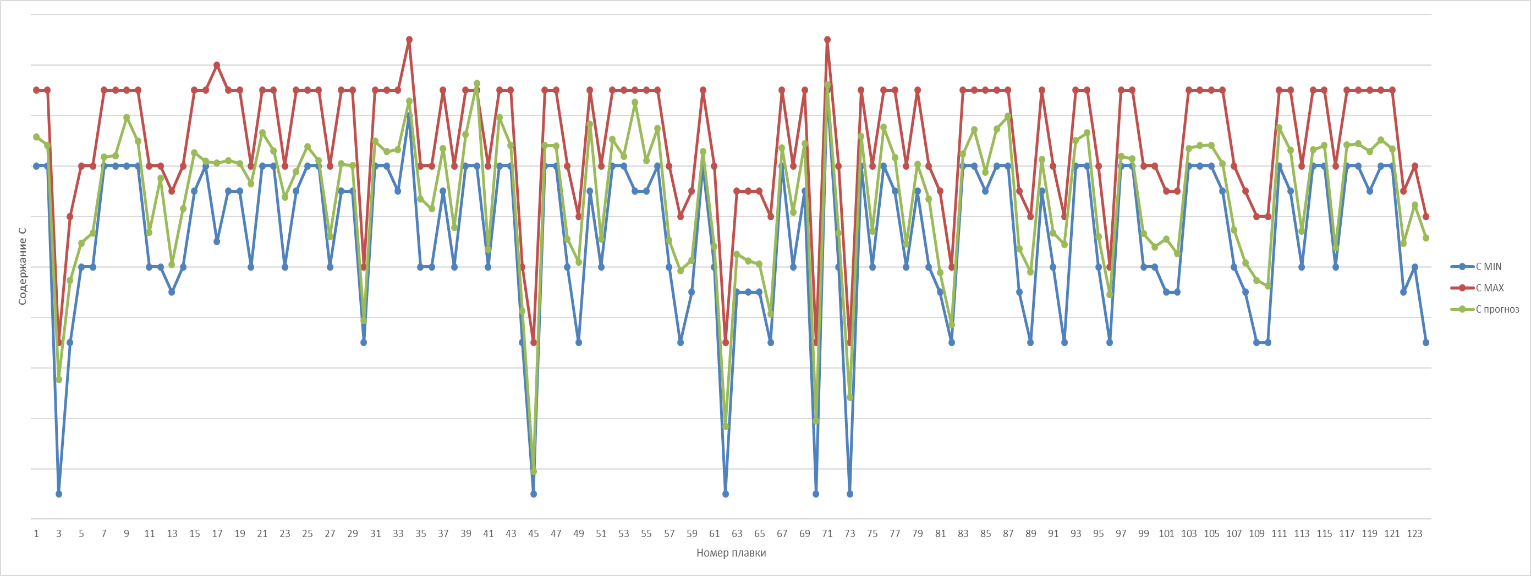 Содержание С
1 3 5 7 9 11 13 15 17 19 21 23 25 27 29 31 33 35 37 39 41 43 45 47 49 51 53 55 57 59 61 63 65 67 69 71 73 75 77 79 81 83 85 87 89 91 93 95 97 99 101 103 105 107 109 111 113 115 117 119 121 123
Номер плавки
C MIN
C MAX
С прогноз